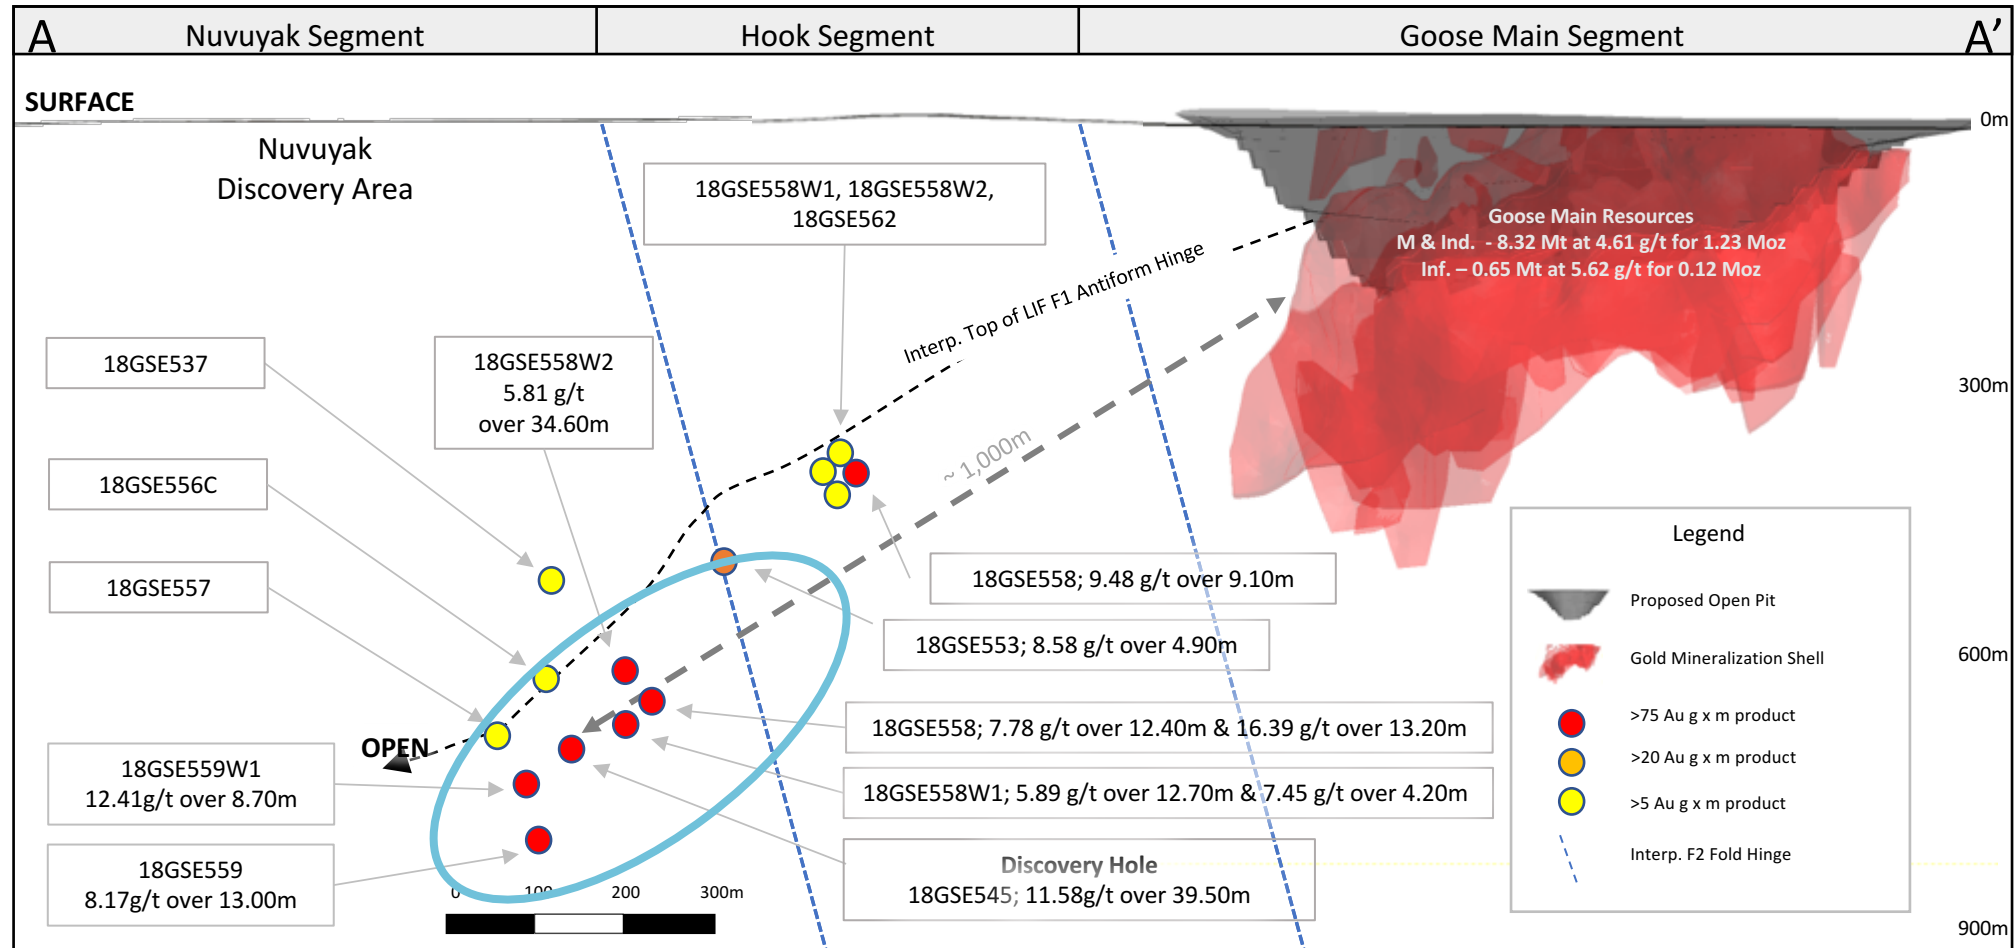 A
Nuvuyak Segment
Hook Segment
Goose Main Segment
A’
SURFACE
0m
Nuvuyak
Discovery Area
18GSE558W1, 18GSE558W2,
18GSE562
Goose Main Resources
M & Ind.  - 8.32 Mt at 4.61 g/t for 1.23 Moz
Inf. – 0.65 Mt at 5.62 g/t for 0.12 Moz
Interp. Top of LIF F1 Antiform Hinge
18GSE537
18GSE558W2
5.81 g/t
over 34.60m
300m
~ 1,000m
18GSE556C
18GSE557
18GSE558; 9.48 g/t over 9.10m
18GSE553; 8.58 g/t over 4.90m
600m
18GSE558; 7.78 g/t over 12.40m & 16.39 g/t over 13.20m
OPEN
18GSE559W1
12.41g/t over 8.70m
18GSE558W1; 5.89 g/t over 12.70m & 7.45 g/t over 4.20m
18GSE559
8.17g/t over 13.00m
Discovery Hole
18GSE545; 11.58g/t over 39.50m
0 100 200 300m
900m
Legend
Proposed Open Pit
Gold Mineralization Shell
>75 Au g x m product
>20 Au g x m product
>5 Au g x m product
Interp. F2 Fold Hinge